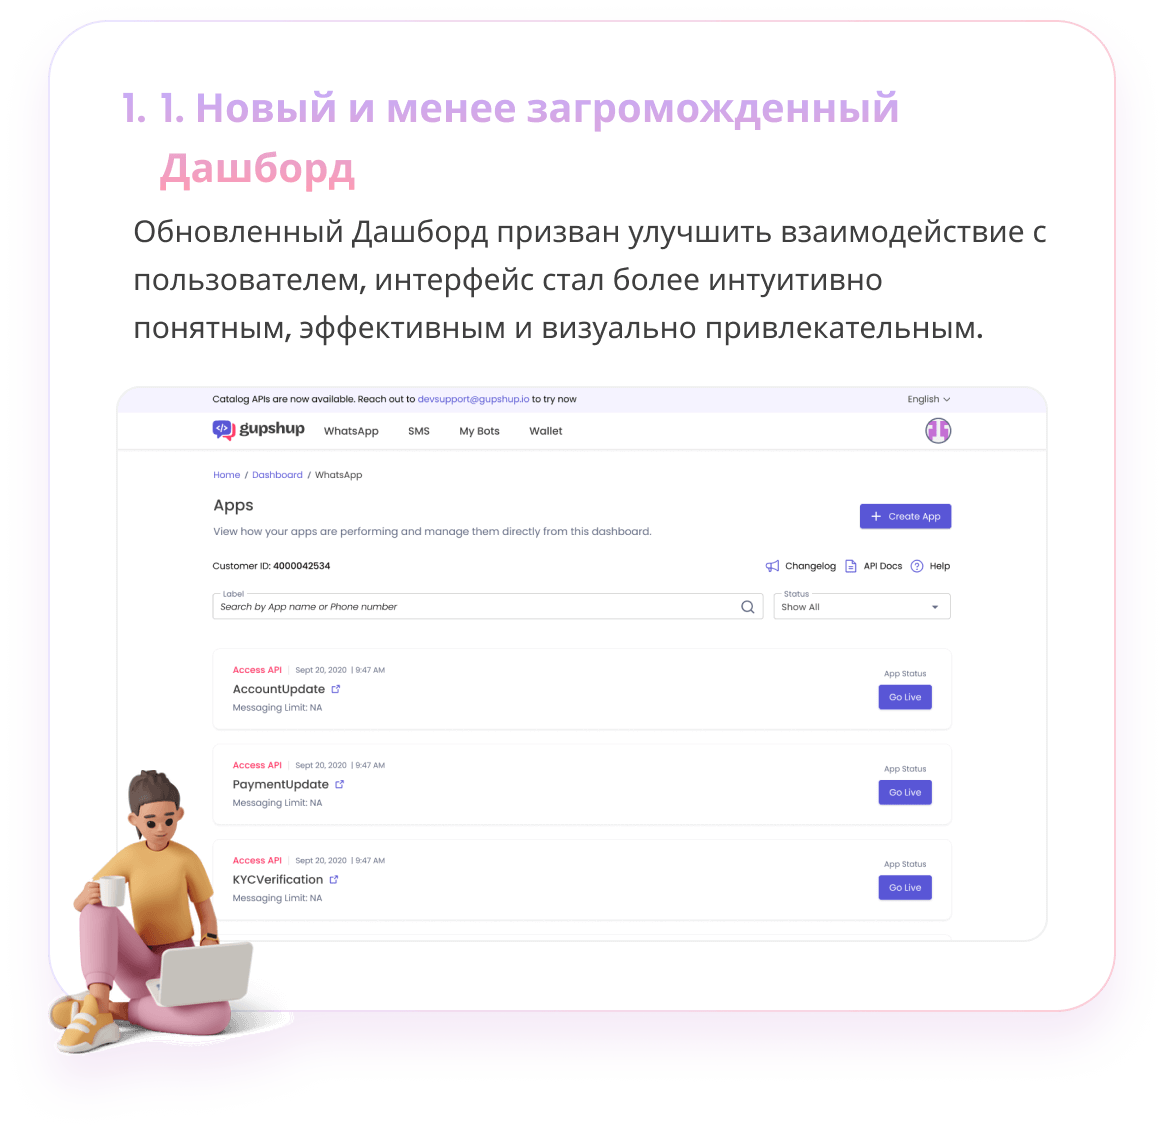 1. 1. Новый и менее загроможденный
Дашборд
Обновленный Дашборд призван улучшить взаимодействие с
пользователем, интерфейс стал более интуитивно
понятным, эффективным и визуально привлекательным.
Catalog APIs are now available. Reach out to devsupport@gupshup.io to try now
English
gupshup WhatsApp SMS My Bots Wallet
Home / Dashboard / WhatsApp
Apps
+ Create App
View how your apps are performing and manage them directly from this dashboard.
Customer ID: 4000042534
Changelog API Docs ? Help
Label
Search by App name or Phone number
Status
Show All
Access API | Sept 20, 2020 | 9:47 AM
AccountUpdate
Messaging Limit: NA
App Status
Go Live
Access API | Sept 20, 2020 | 9:47 AM
PaymentUpdate
Messaging Limit: NA
App Status
Go Live
Access API | Sept 20, 2020 | 9:47 AM
KYCVerification
Messaging Limit: NA
App Status
Go Live